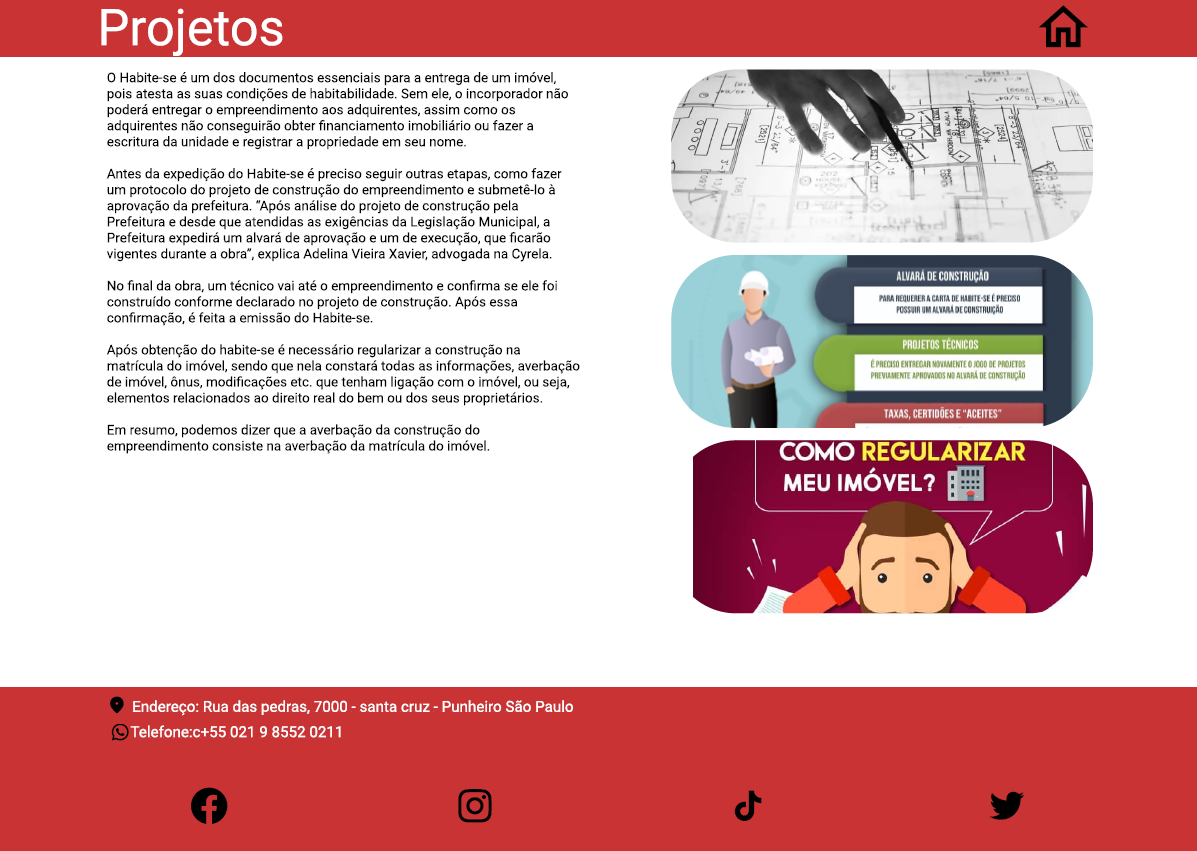 Projetos
O Habite-se é um dos documentos essenciais para a entrega de um imóvel,
pois atesta as suas condições de habitabilidade. Sem ele, o incorporador não
poderá entregar o empreendimento aos adquirentes, assim como os
adquirentes não conseguirão obter financiamento imobiliário ou fazer a
escritura da unidade e registrar a propriedade em seu nome.
Antes da expedição do Habite-se é preciso seguir outras etapas, como fazer
um protocolo do projeto de construção do empreendimento e submetê-lo à
aprovação da prefeitura. “Após análise do projeto de construção pela
Prefeitura e desde que atendidas as exigências da Legislação Municipal, a
Prefeitura expedirá um alvará de aprovação e um de execução, que ficarão
vigentes durante a obra”, explica Adelina Vieira Xavier, advogada na Cyrela.
No final da obra, um técnico vai até o empreendimento e confirma se ele foi
construído conforme declarado no projeto de construção. Após essa
confirmação, é feita a emissão do Habite-se.
Após obtenção do habite-se é necessário regularizar a construção na
matrícula do imóvel, sendo que nela constará todas as informações, averbação
de imóvel, ônus, modificações etc. que tenham ligação com o imóvel, ou seja,
elementos relacionados ao direito real do bem ou dos seus proprietários.
Em resumo, podemos dizer que a averbação da construção do
empreendimento consiste na averbação da matrícula do imóvel.
ALVARÁ DE CONSTRUÇÃO
PARA REQUERER A CARTA DE HABITE-SE É PRECISO
POSSUIR UM ALVARÁ DE CONSTRUIÇÃO
PROJETOS TÉCNICOS
É PRECISO ENTREGAR NOVAMENTE O JOGO DE PROJETOS
PREVIAMENTE APROVADOS NO ALVARÁ DE CONSTRUÇÃO
TAXAS, CERTIDÕES E “ACEITES”
COMO REGULARIZAR
MEU IMÓVEL?
Endereço: Rua das pedras, 7000 - santa cruz - Punheiro São Paulo
Telefone:c+55 021 9 8552 0211